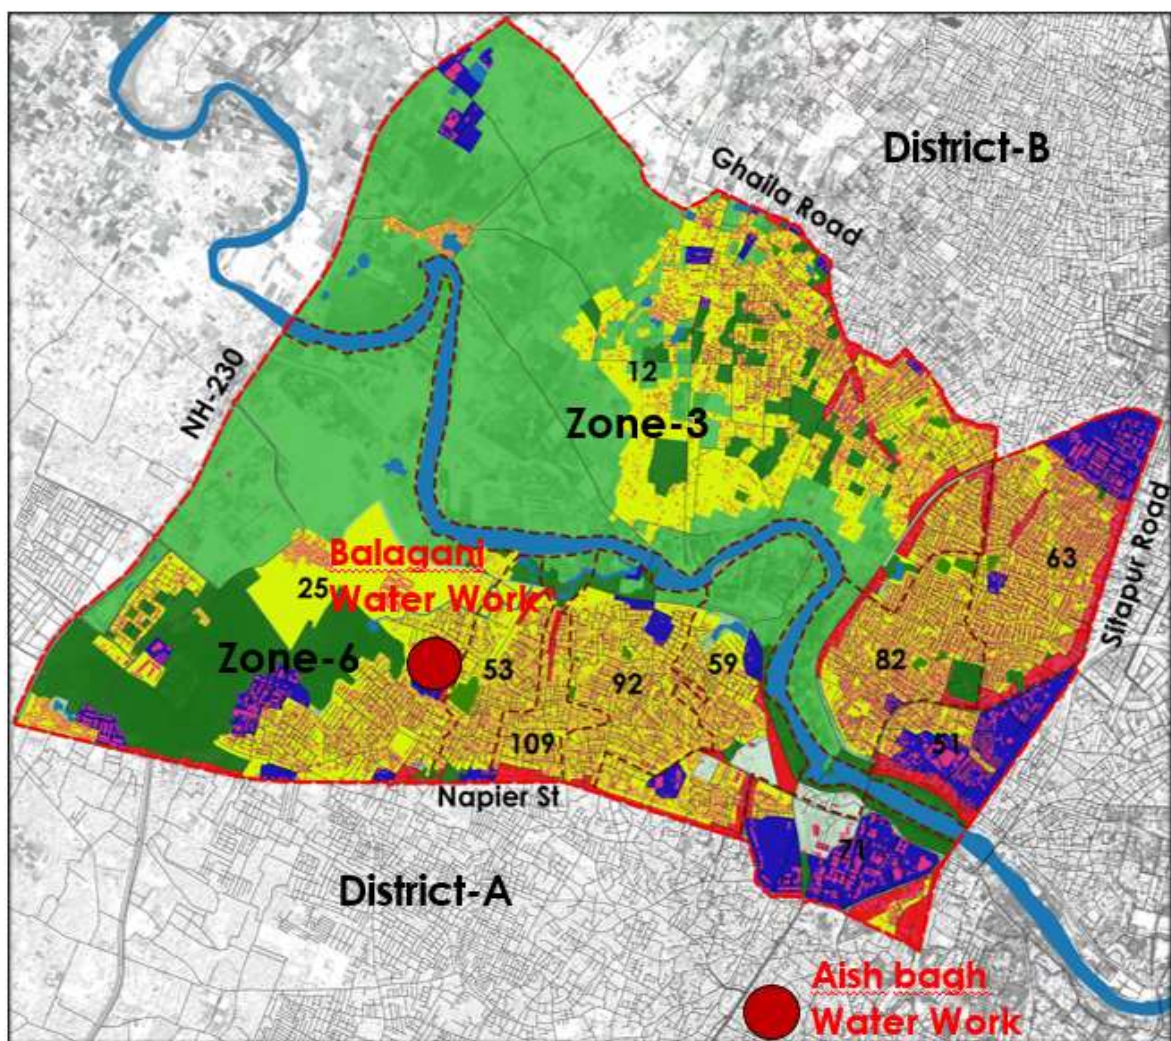 District-B
Ghaila Road
NH-230
12
Zone-3
63
Sitapur Road
Balaganj
25
Water Work
Zone-6
53
92
59
82
109
51
Napier St
71
District-A
Aish bagh
Water Work